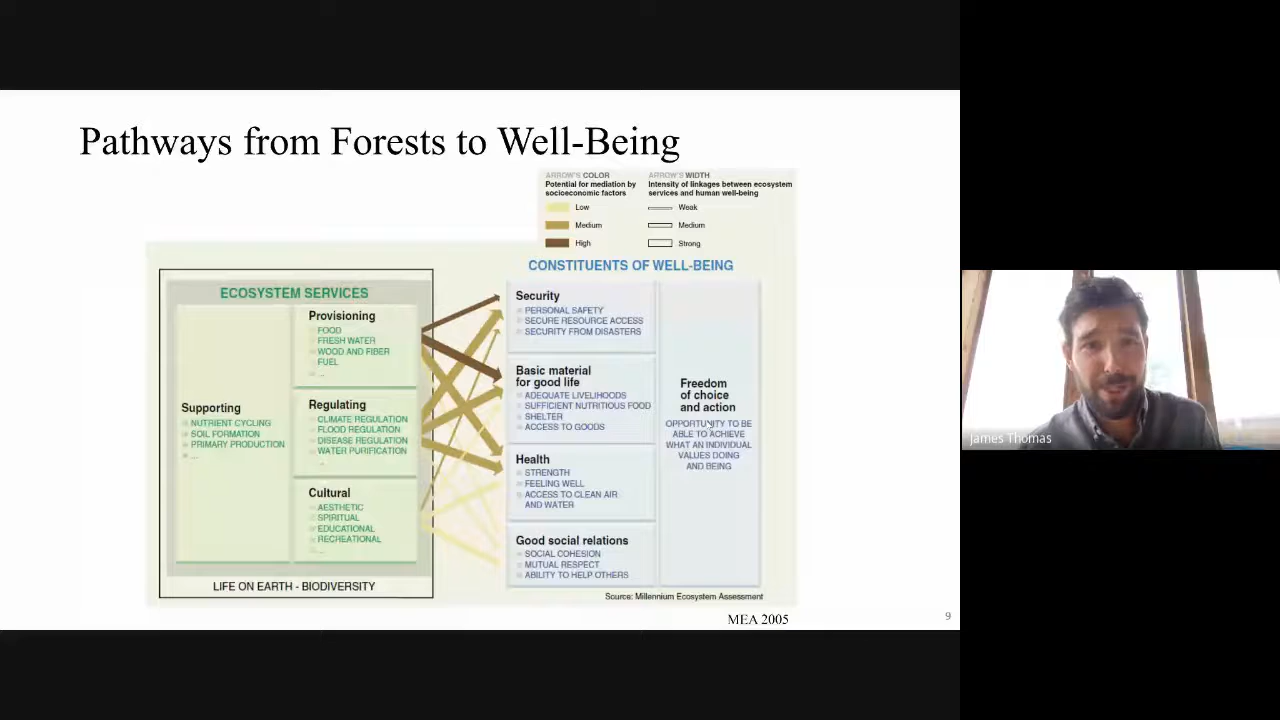 Pathways from Forests to Well-Being
ARROW'S COLOR
Potential for mediation by
socioeconomic factors
Low
Medium
High
ARROW'S WIDTH
Intensity of linkages between ecosystem
services and human well-being
Weak
Medium
Strong
ECOSYSTEM SERVICES
Supporting
NUTRIENT CYCLING
SOIL FORMATION
PRIMARY PRODUCTION
...
Provisioning
FOOD
FRESH WATER
WOOD AND FIBER
FUEL
...
Regulating
CLIMATE REGULATION
FLOOD REGULATION
DISEASE REGULATION
WATER PURIFICATION
...
Cultural
AESTHETIC
SPIRITUAL
EDUCATIONAL
RECREATIONAL
...
LIFE ON EARTH - BIODIVERSITY
CONSTITUENTS OF WELL-BEING
Security
PERSONAL SAFETY
SECURE RESOURCE ACCESS
SECURITY FROM DISASTERS
Basic material
for good life
ADEQUATE LIVELIHOODS
SUFFICIENT NUTRITIOUS FOOD
SHELTER
ACCESS TO GOODS
Health
STRENGTH
FEELING WELL
ACCESS TO CLEAN AIR
AND WATER
Good social relations
SOCIAL COHESION
MUTUAL RESPECT
ABILITY TO HELP OTHERS
Freedom
of choice
and action
OPPORTUNITY TO BE
ABLE TO ACHIEVE
WHAT AN INDIVIDUAL
VALUES DOING
AND BEING
Source: Millennium Ecosystem Assessment
MEA 2005
9
James Thomas